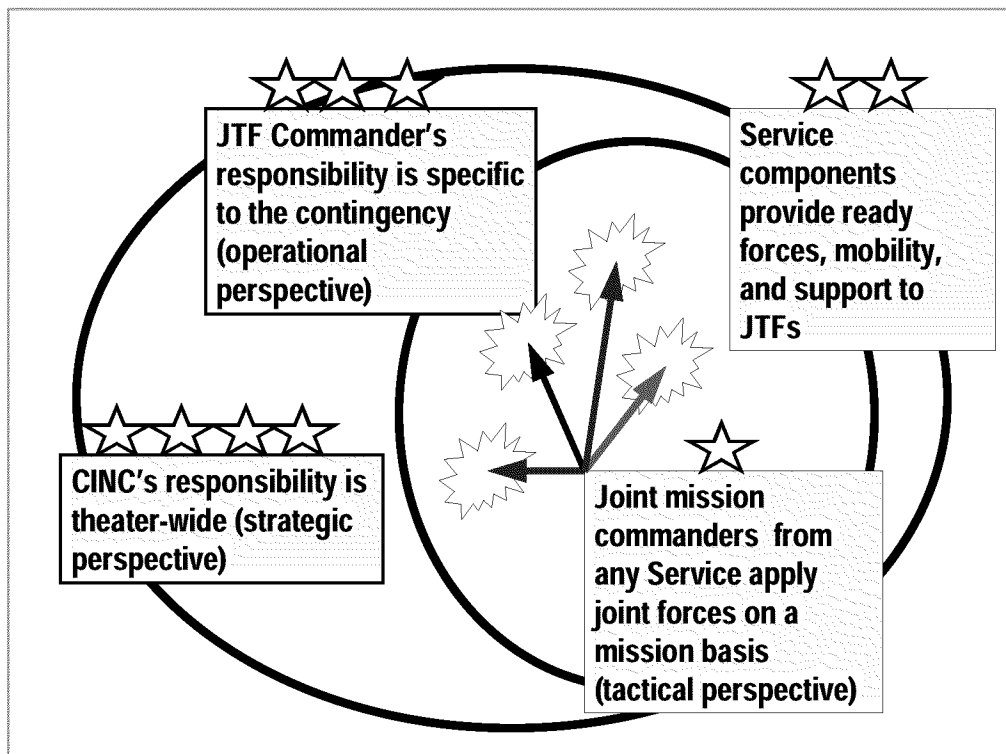 JTF Commander's
responsibility is specific
to the contingency
(operational
perspective)
Service
components
provide ready
forces, mobility,
and support to
JTFs
CINC's responsibility is
theater-wide (strategic
perspective)
Joint mission
commanders from
any Service apply
joint forces on a
mission basis
(tactical perspective)